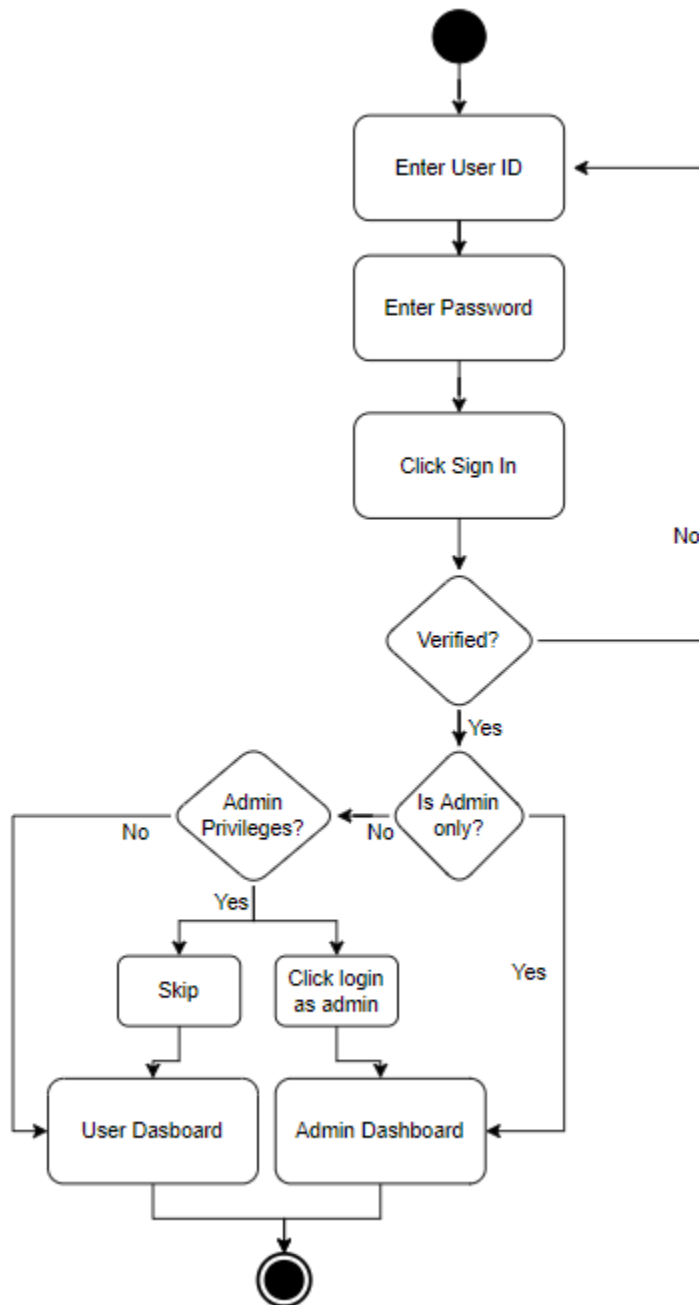 Enter User ID
Enter Password
Click Sign In
No
Verified?
Yes
Admin
Privileges?
Is Admin
only?
No
No
Yes
Skip
Click login
as admin
Yes
User Dasboard
Admin Dashboard